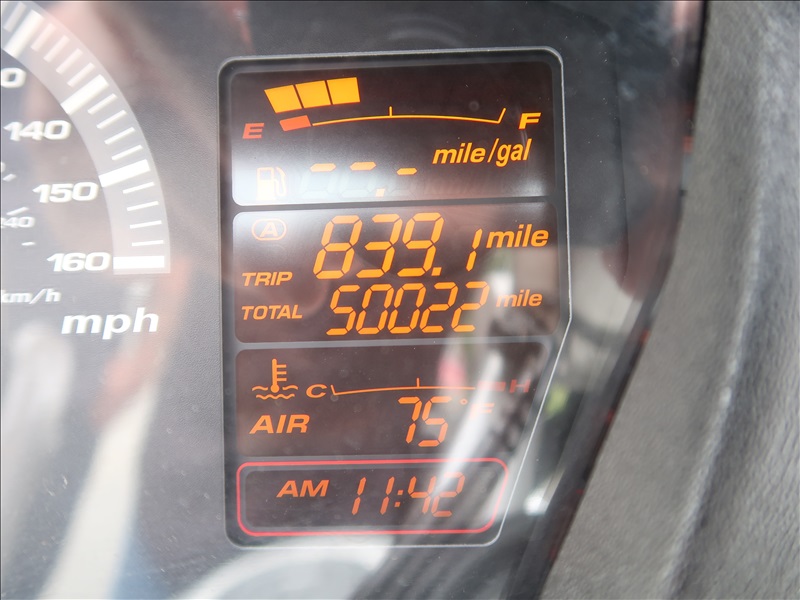 140
150
240
160
km/h
mph
E F
mile/gal
--.-
A
839.1 mile
TRIP
TOTAL 50022 mile
C H
AIR 75°F
AM 11:42